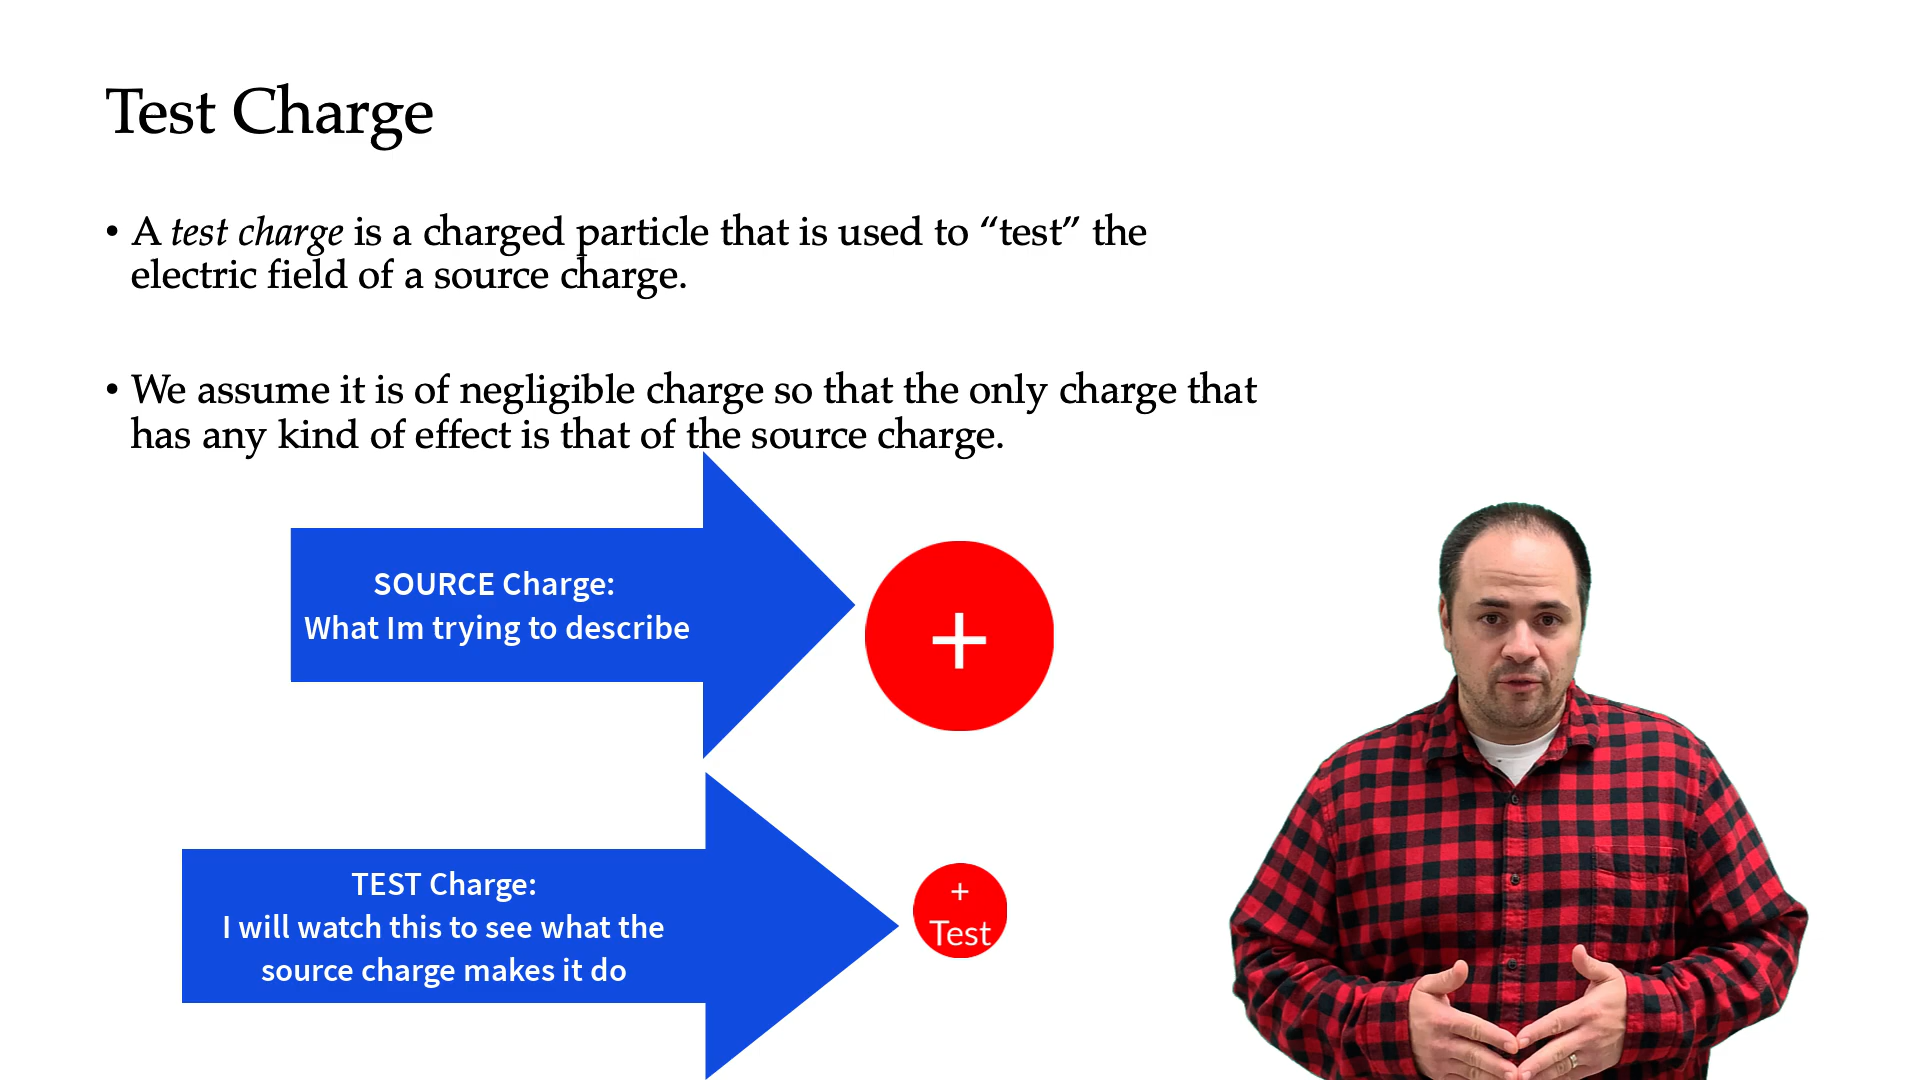 Test Charge
• A test charge is a charged particle that is used to “test” the
electric field of a source charge.
• We assume it is of negligible charge so that the only charge that
has any kind of effect is that of the source charge.
SOURCE Charge:
What Im trying to describe
+
TEST Charge:
I will watch this to see what the
source charge makes it do
+
Test